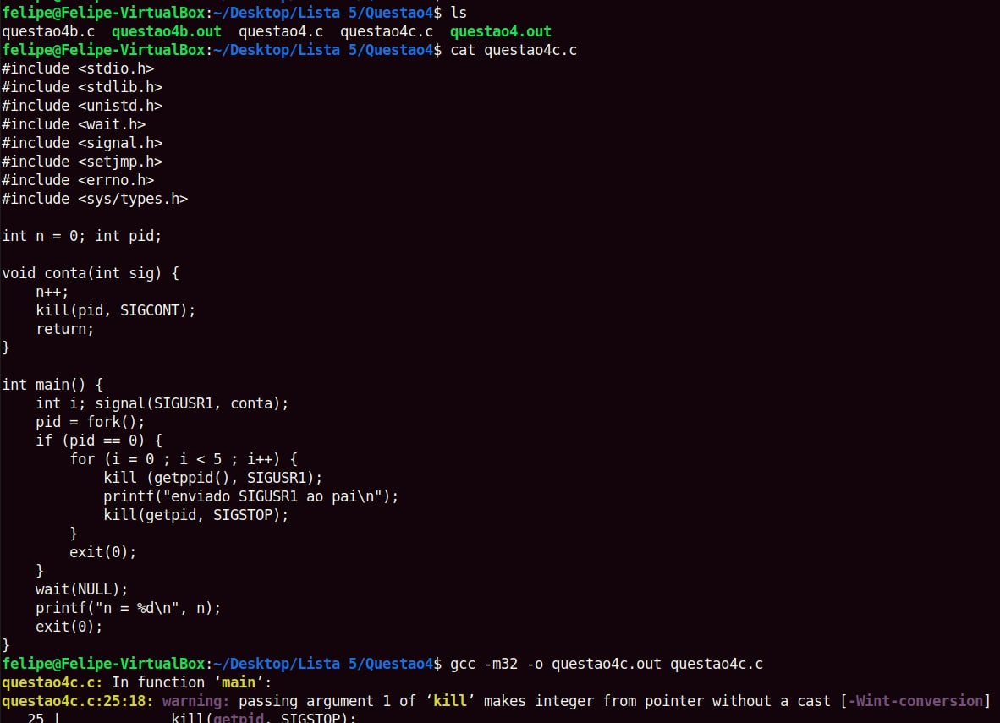 felipe@Felipe-VirtualBox:~/Desktop/Lista 5/Questao4$ ls
questao4b.c  questao4b.out  questao4.c  questao4c.c  questao4.out
felipe@Felipe-VirtualBox:~/Desktop/Lista 5/Questao4$ cat questao4c.c
#include <stdio.h>
#include <stdlib.h>
#include <unistd.h>
#include <wait.h>
#include <signal.h>
#include <setjmp.h>
#include <errno.h>
#include <sys/types.h>

int n = 0; int pid;

void conta(int sig) {
    n++;
    kill(pid, SIGCONT);
    return;
}

int main() {
    int i; signal(SIGUSR1, conta);
    pid = fork();
    if (pid == 0) {
        for (i = 0 ; i < 5 ; i++) {
            kill (getppid(), SIGUSR1);
            printf("enviado SIGUSR1 ao pai\n");
            kill(getpid, SIGSTOP);
        }
        exit(0);
    }
    wait(NULL);
    printf("n = %d\n", n);
    exit(0);
}
felipe@Felipe-VirtualBox:~/Desktop/Lista 5/Questao4$ gcc -m32 -o questao4c.out questao4c.c
questao4c.c: In function ‘main’:
questao4c.c:25:18: warning: passing argument 1 of ‘kill’ makes integer from pointer without a cast [-Wint-conversion]
   25 |             kill(getpid, SIGSTOP);